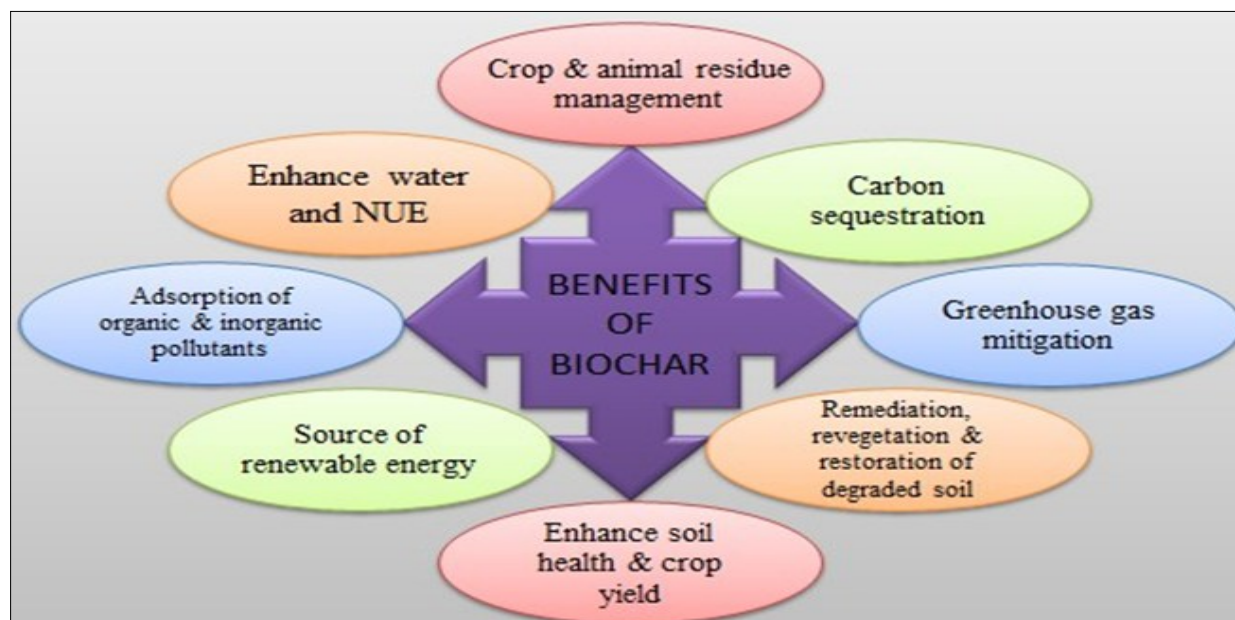 Crop & animal residue
management
Enhance water
and NUE
Carbon
sequestration
Adsorption of
organic & inorganic
pollutants
BENEFITS
OF
BIOCHAR
Greenhouse gas
mitigation
Source of
renewable energy
Remediation,
revegetation &
restoration of
degraded soil
Enhance soil
health & crop
yield